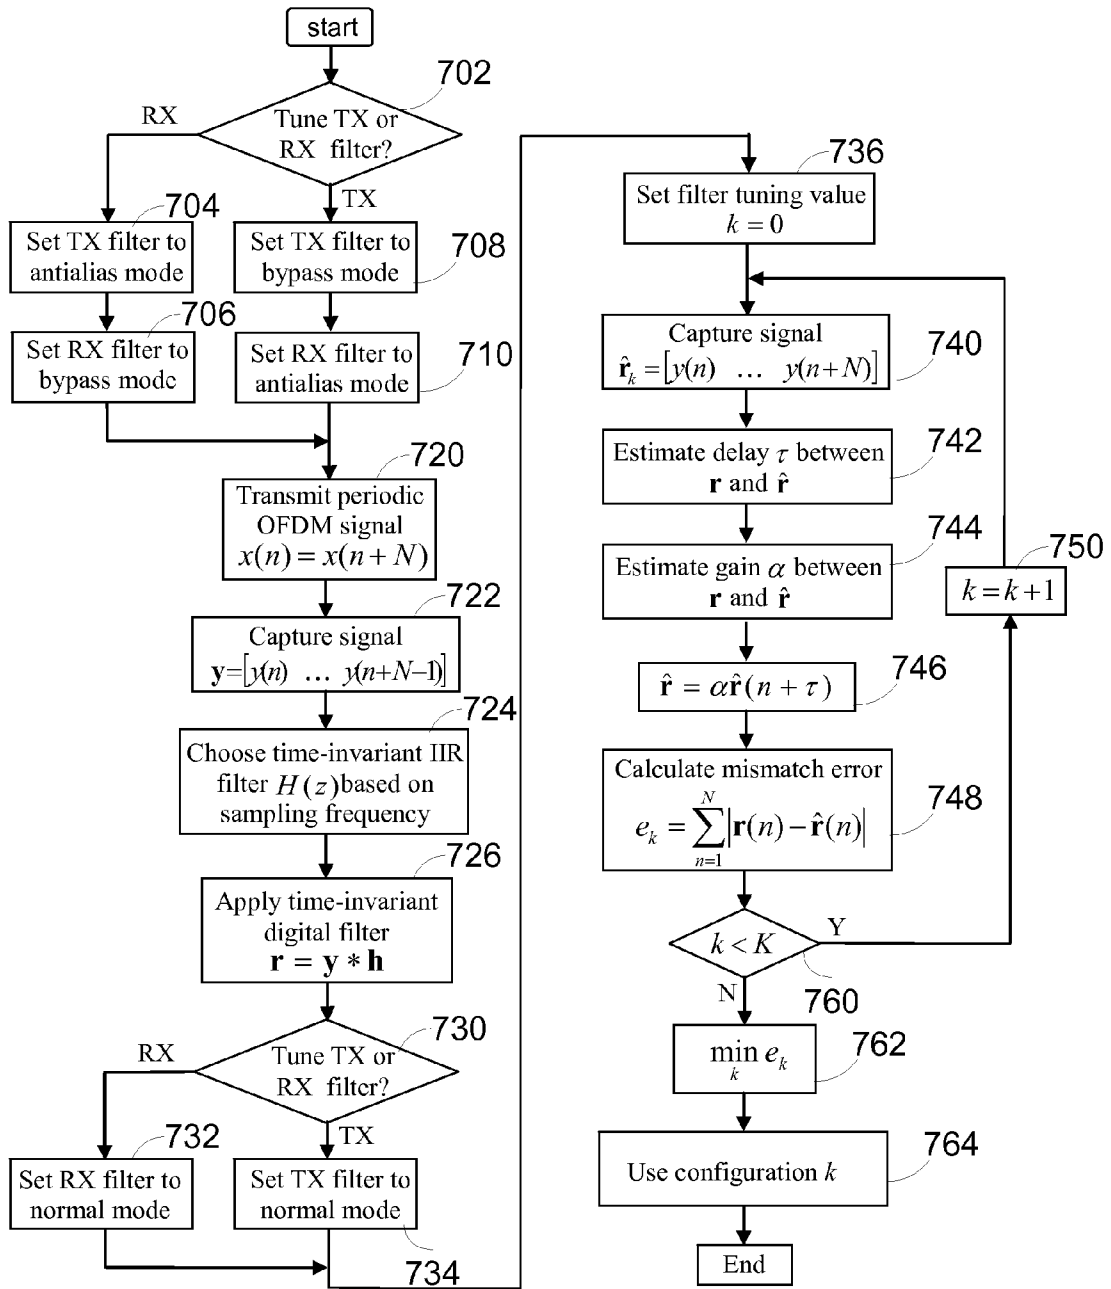 start
702
RX
Tune TX or
RX filter?
TX
704
Set TX filter to
antialias mode
708
Set TX filter to
bypass mode
706
Set RX filter to
bypass mode
710
Set RX filter to
antialias mode
720
Transmit periodic
OFDM signal
x(n) = x(n+N)
722
Capture signal
y=[y(n) … y(n+N−1)]
724
Choose time-invariant IIR
filter H(z) based on
sampling frequency
726
Apply time-invariant
digital filter
r = y * h
730
RX
Tune TX or
RX filter?
TX
732
Set RX filter to
normal mode
Set TX filter to
normal mode
734
736
Set filter tuning value
k = 0
740
Capture signal
r̂ₖ = [y(n) … y(n+N)]
742
Estimate delay τ between
r and r̂
744
Estimate gain α between
r and r̂
750
k = k+1
746
r̂ = αr̂(n + τ)
748
Calculate mismatch error
eₖ = ∑ₙ₌₁ᴺ |r(n) − r̂(n)|
k < K
Y
760
N
762
min eₖ
k
764
Use configuration k
End